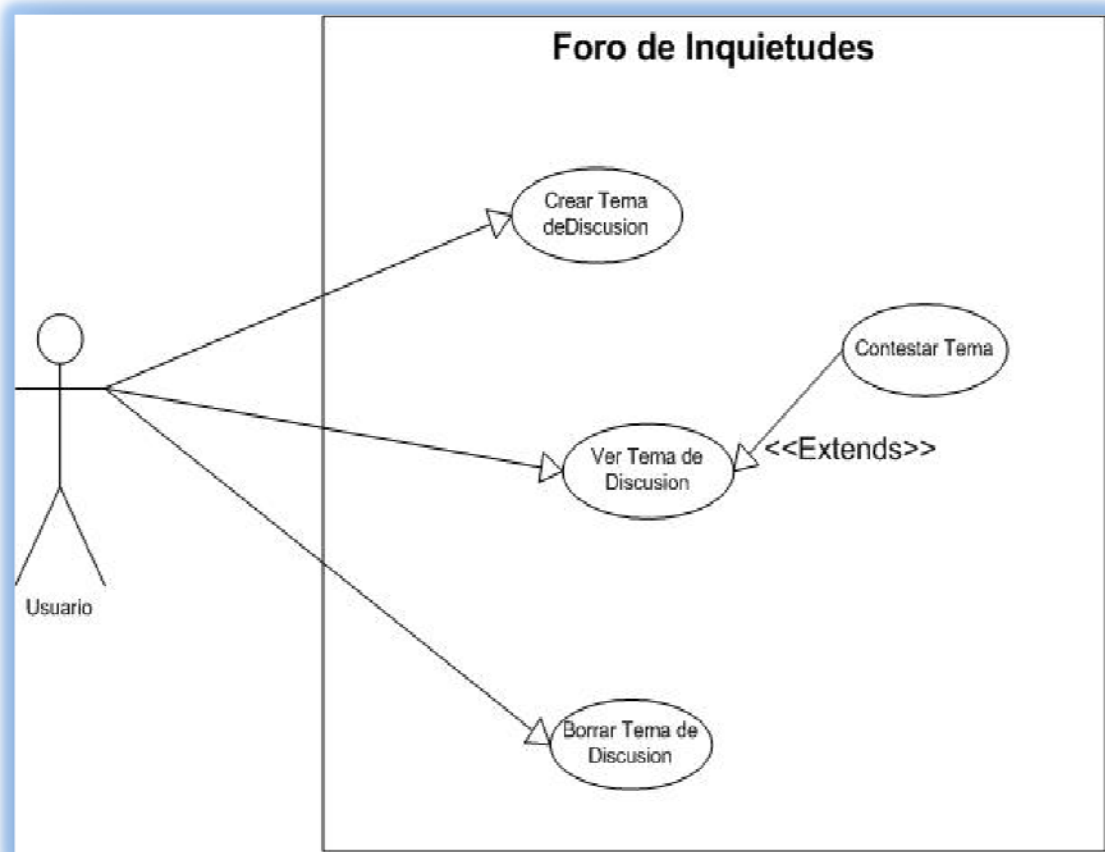 Foro de Inquietudes
Crear Tema
deDiscusion
Contestar Tema
Ver Tema de
Discusion
<<Extends>>
Usuario
Borrar Tema de
Discusion